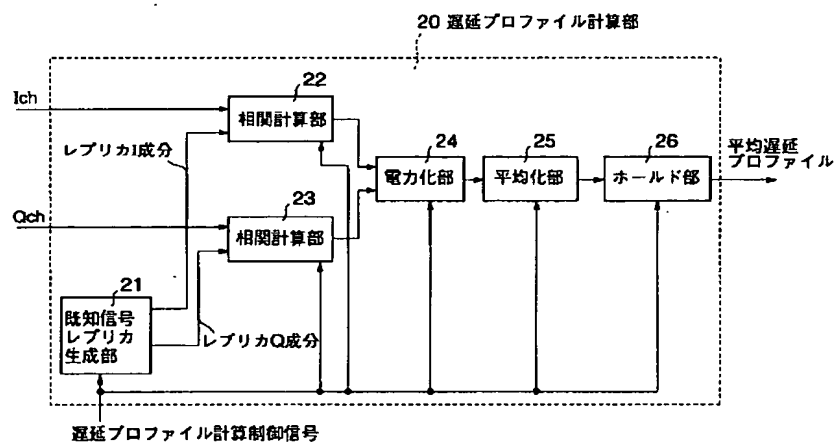 20 遅延プロファイル計算部
Ich
22
相関計算部
レプリカI成分
24
電力化部
25
平均化部
26
ホールド部
平均遅延
プロファイル
Qch
23
相関計算部
21
既知信号
レプリカ
生成部
レプリカQ成分
遅延プロファイル計算制御信号